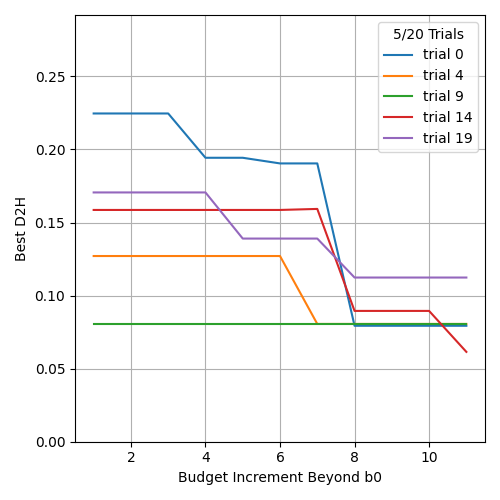 5/20 Trials
trial 0
trial 4
trial 9
trial 14
trial 19
Best D2H
0.25
0.20
0.15
0.10
0.05
0.00
2 4 6 8 10
Budget Increment Beyond b0